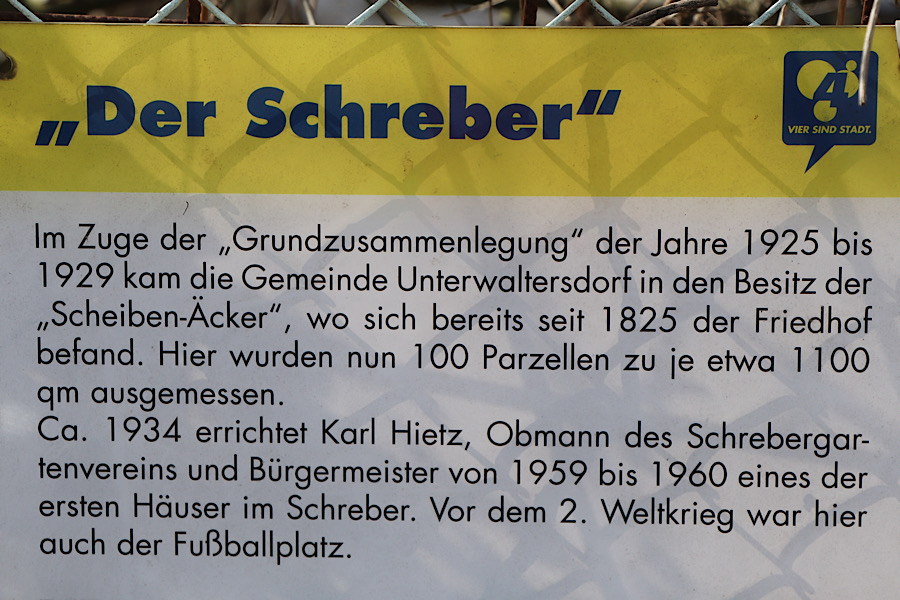 „Der Schreber“
4
VIER SIND STADT.
Im Zuge der „Grundzusammenlegung“ der Jahre 1925 bis
1929 kam die Gemeinde Unterwaltersdorf in den Besitz der
„Scheiben-Äcker“, wo sich bereits seit 1825 der Friedhof
befand. Hier wurden nun 100 Parzellen zu je etwa 1100
qm ausgemessen.
Ca. 1934 errichtet Karl Hietz, Obmann des Schrebergar-
tenvereins und Bürgermeister von 1959 bis 1960 eines der
ersten Häuser im Schreber. Vor dem 2. Weltkrieg war hier
auch der Fußballplatz.